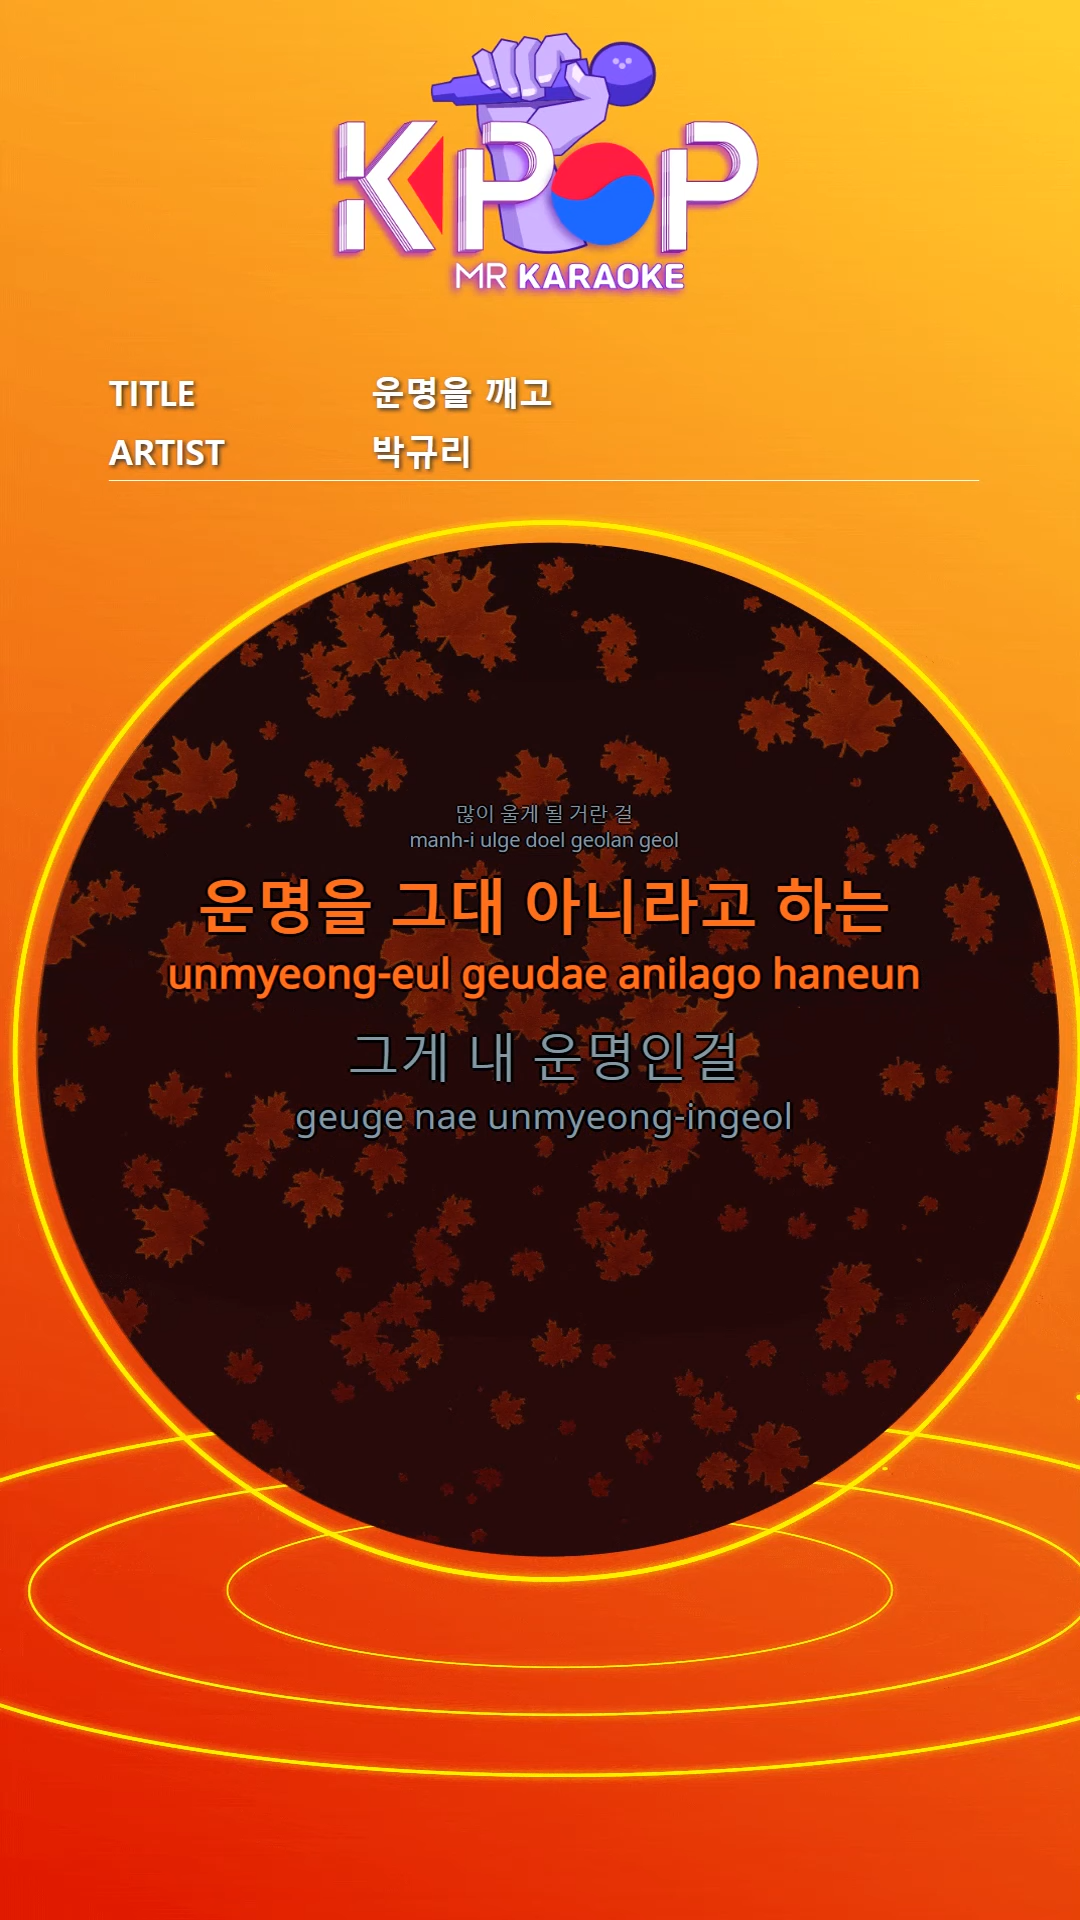 KPOP
MR KARAOKE
TITLE 운명을 깨고
ARTIST 박규리
많이 울게 될 거란 걸
manh-i ulge doel geolan geol
운명을 그대 아니라고 하는
unmyeong-eul geudae anilago haneun
그게 내 운명인걸
geuge nae unmyeong-ingeol